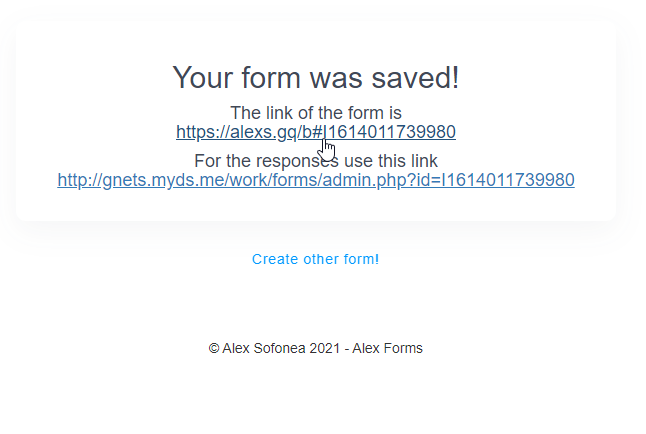 Your form was saved!
The link of the form is
https://alexs.gq/b#I1614011739980
For the responses use this link
http://gnets.myds.me/work/forms/admin.php?id=I1614011739980
Create other form!
© Alex Sofonea 2021 - Alex Forms